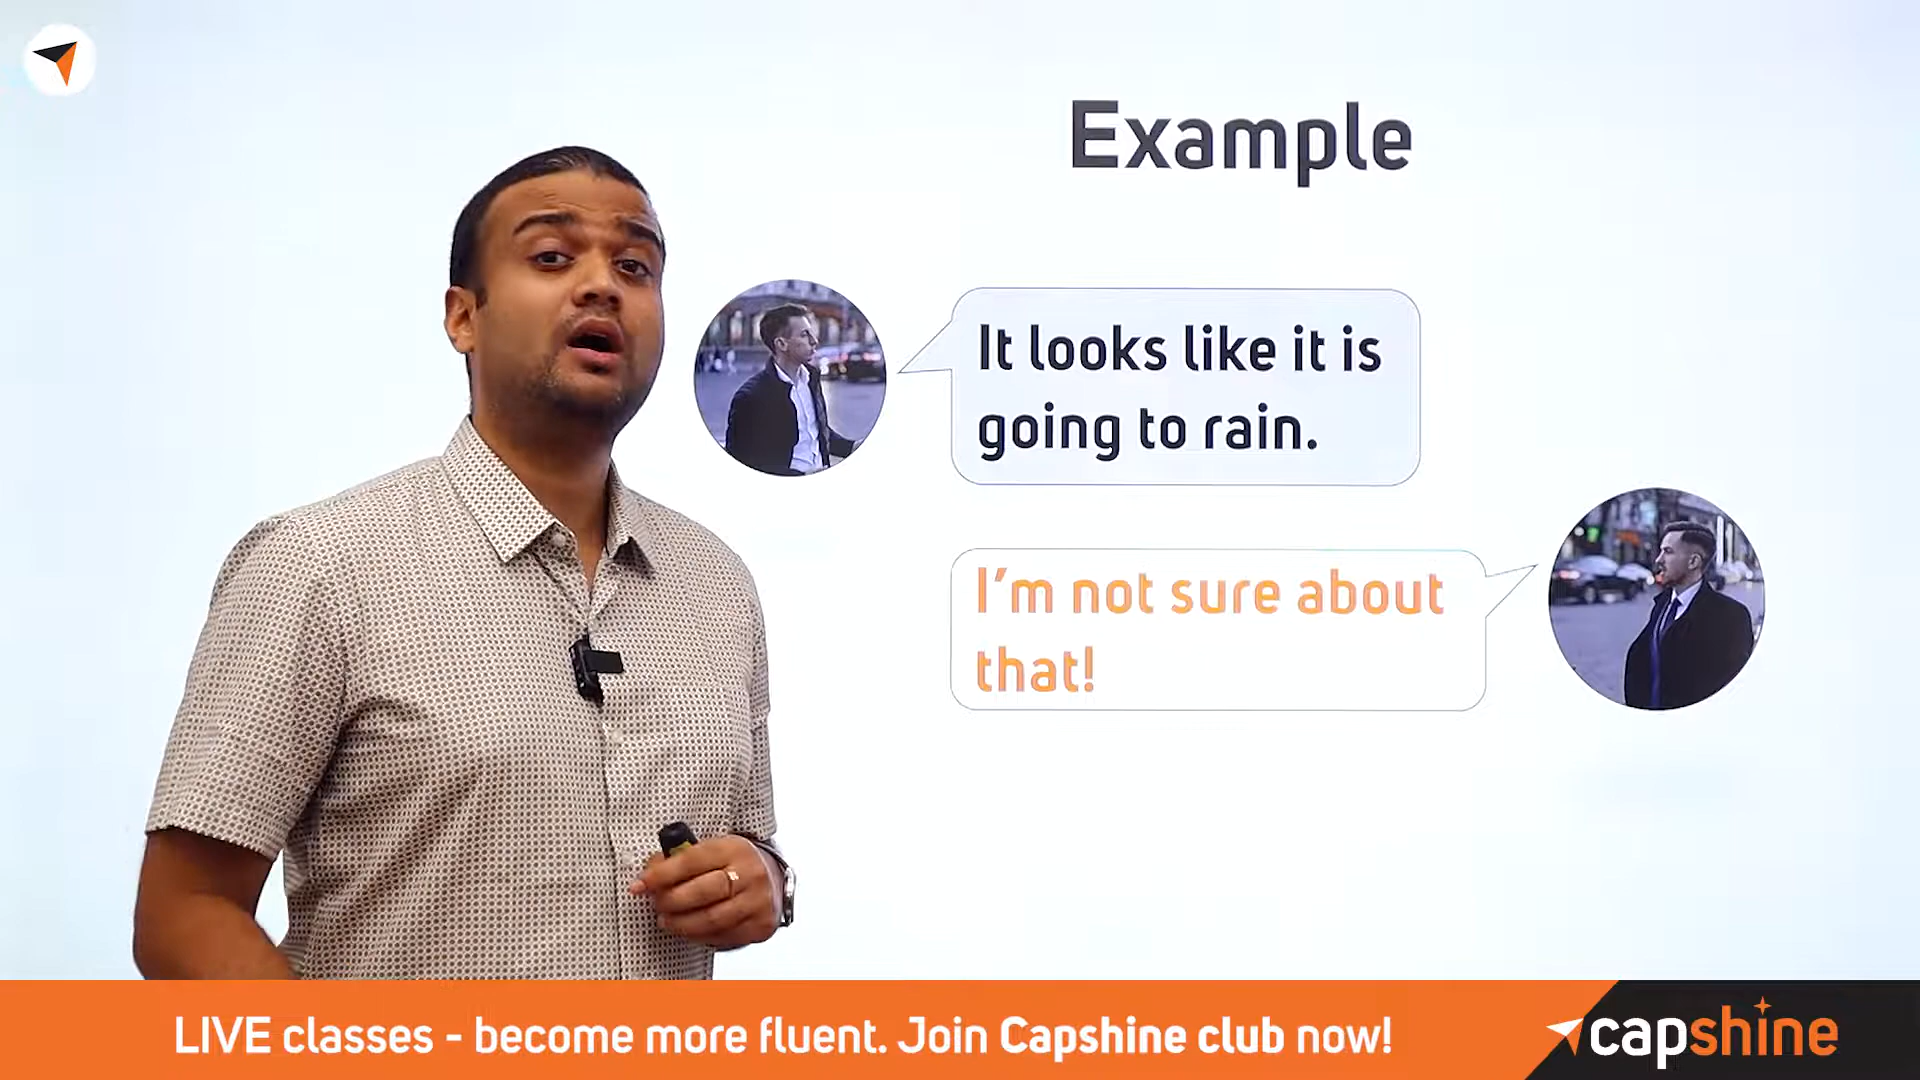 Example
It looks like it is
going to rain.
I'm not sure about
that!
LIVE classes - become more fluent. Join Capshine club now!
capshine